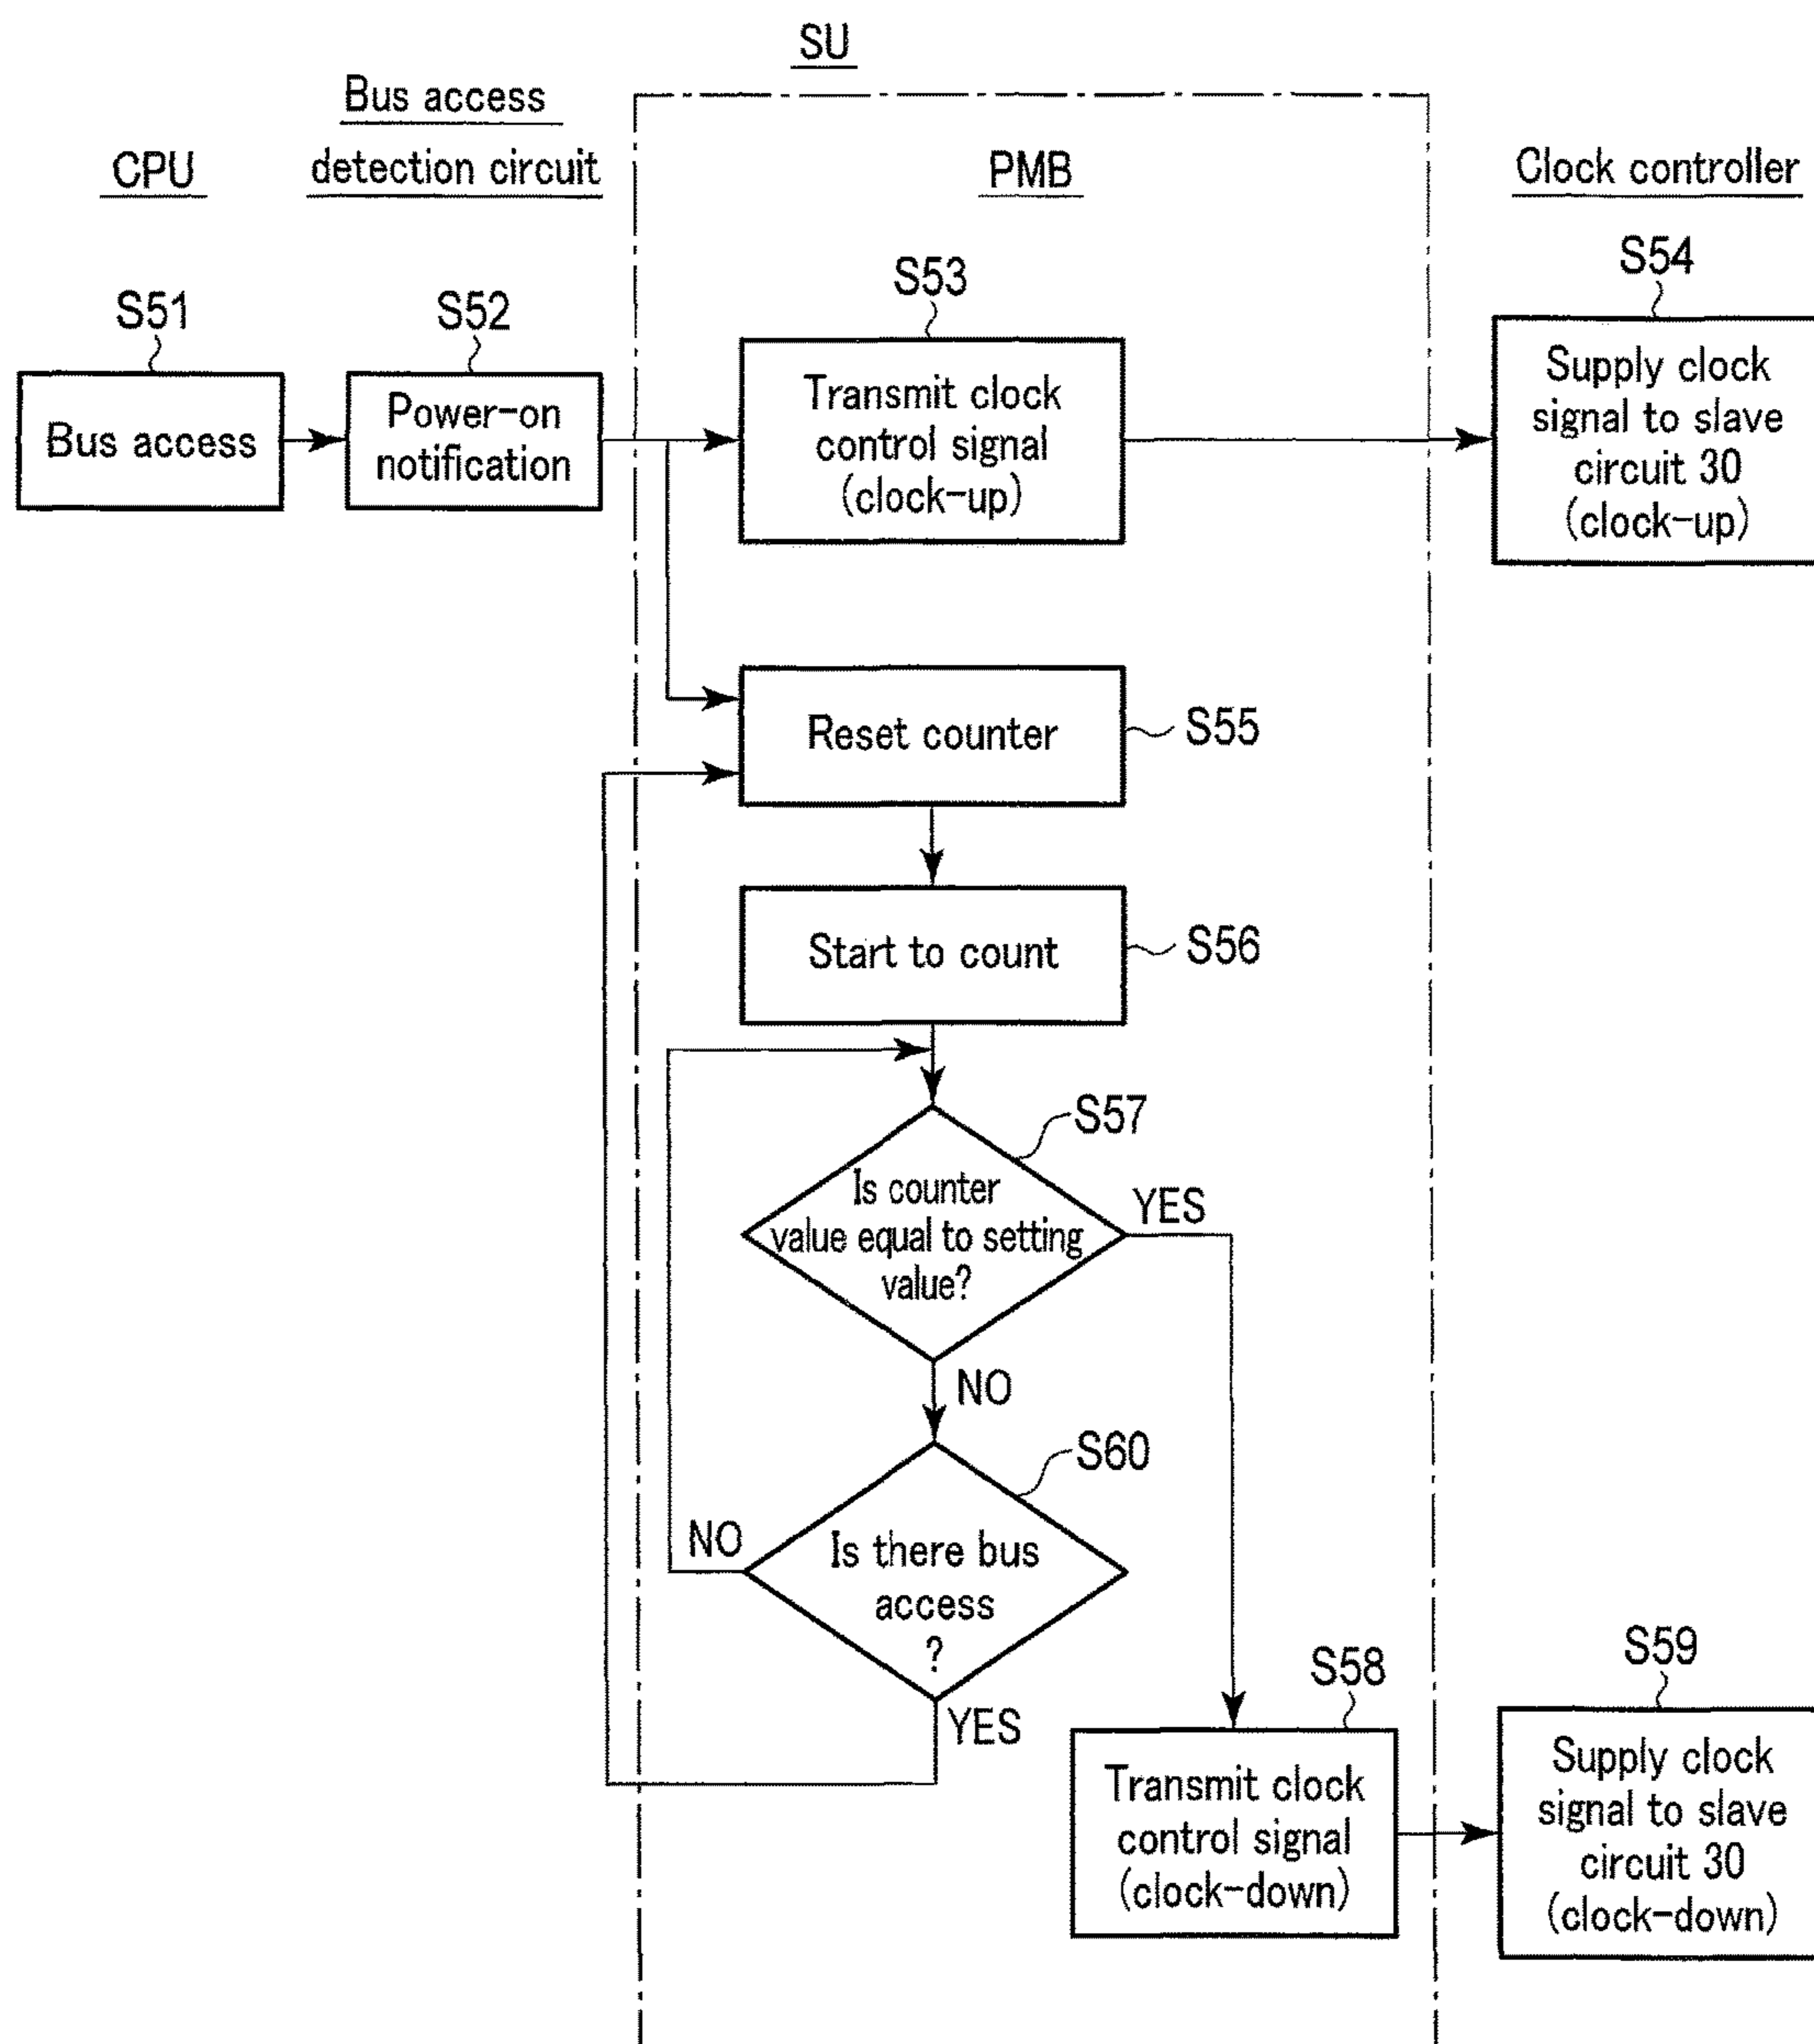 SU
Bus access
detection circuit
CPU
PMB
Clock controller
S51
Bus access
S52
Power-on
notification
S53
Transmit clock
control signal
(clock-up)
S54
Supply clock
signal to slave
circuit 30
(clock-up)
Reset counter
S55
Start to count
S56
S57
Is counter
value equal to setting
value?
YES
NO
S60
Is there bus
access
?
NO
YES
S58
Transmit clock
control signal
(clock-down)
S59
Supply clock
signal to slave
circuit 30
(clock-down)